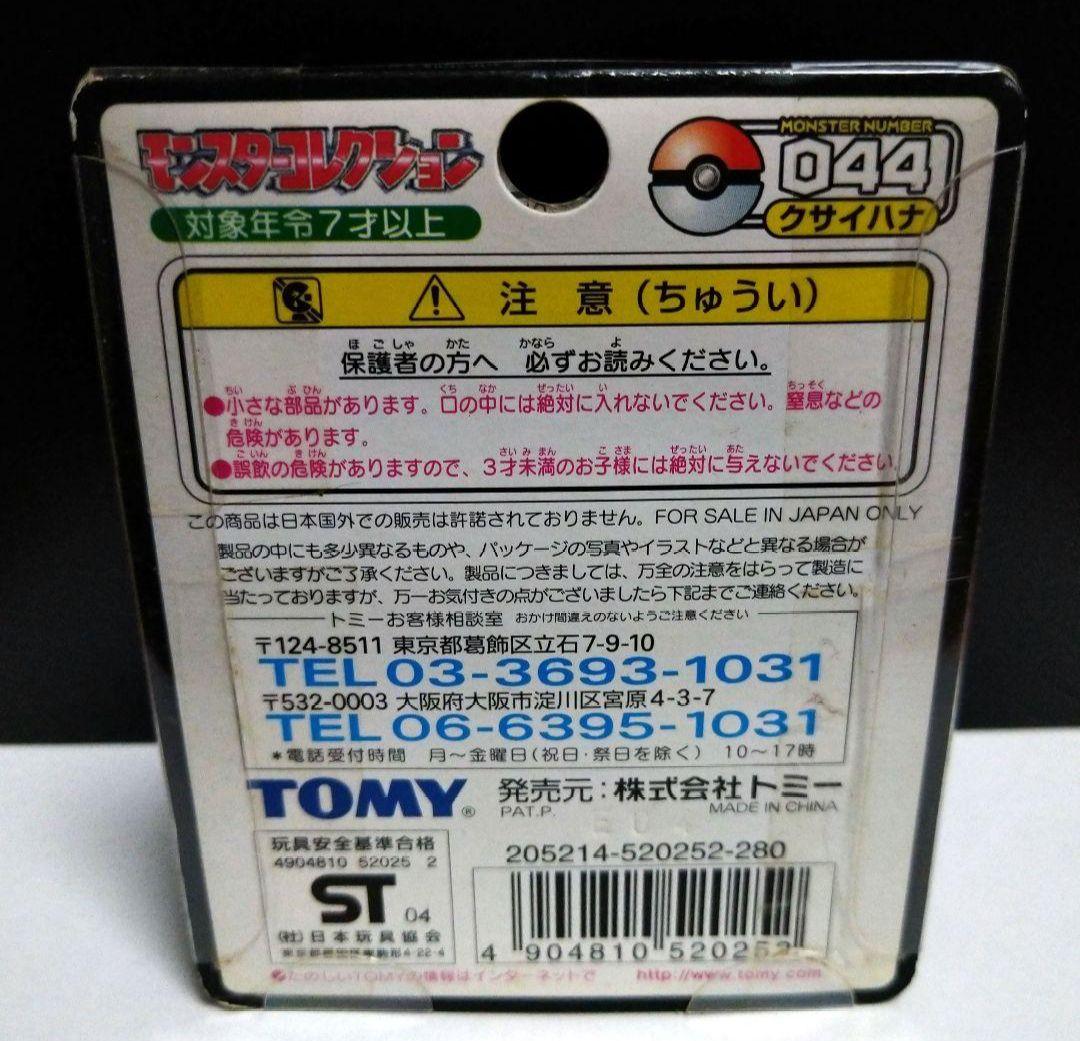 モンスターコレクション
対象年令7才以上
MONSTER NUMBER
044
クサイハナ
注意(ちゅうい)
ほごしゃ かた かなら よ
保護者の方へ 必ずお読みください。
ちい ぶひん くち なか ぜったい い ちっそく
●小さな部品があります。口の中には絶対に入れないでください。窒息などの
きけん
危険があります。
ごいん きけん さいみまん こさま ぜったい あた
●誤飲の危険がありますので、3才未満のお子様には絶対に与えないでください
この商品は日本国外での販売は許諾されておりません。FOR SALE IN JAPAN ONLY
製品の中にも多少異なるものや、パッケージの写真やイラストなどと異なる場合が
ございますがご了承ください。製品につきましては、万全の注意をはらって製造に
当たっておりますが、万一お気付きの点がございましたら下記までご連絡ください。
トミーお客様相談室 おかけ間違えのないようご注意ください
〒124-8511 東京都葛飾区立石7-9-10
TEL 03-3693-1031
〒532-0003 大阪府大阪市淀川区宮原4-3-7
TEL 06-6395-1031
*電話受付時間 月~金曜日(祝日·祭日を除く) 10~17時
TOMY® 発売元:株式会社トミー
PAT.P. MADE IN CHINA
玩具安全基準合格
4904810 52025 2
ST 04
(社)日本玩具協会
205214-520252-280
4 904810 520252
たのしいTOMYの情報はインターネットで http://www.tomy.com